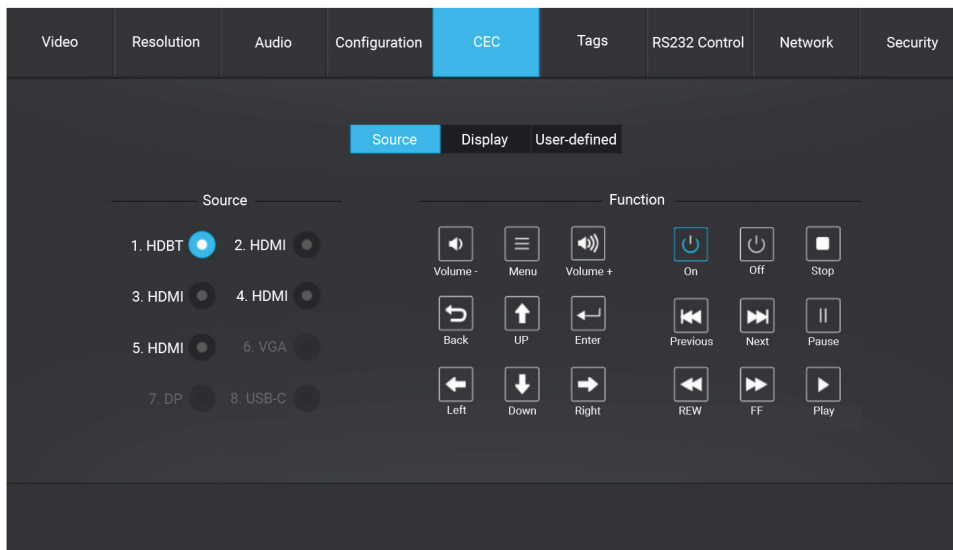 Video Resolution Audio Configuration CEC Tags RS232 Control Network Security
Source Display User-defined
Source
1. HDBT 2. HDMI
3. HDMI 4. HDMI
5. HDMI 6. VGA
7. DP 8. USB-C
Function
Volume - Menu Volume + On Off Stop
Back UP Enter Previous Next Pause
Left Down Right REW FF Play